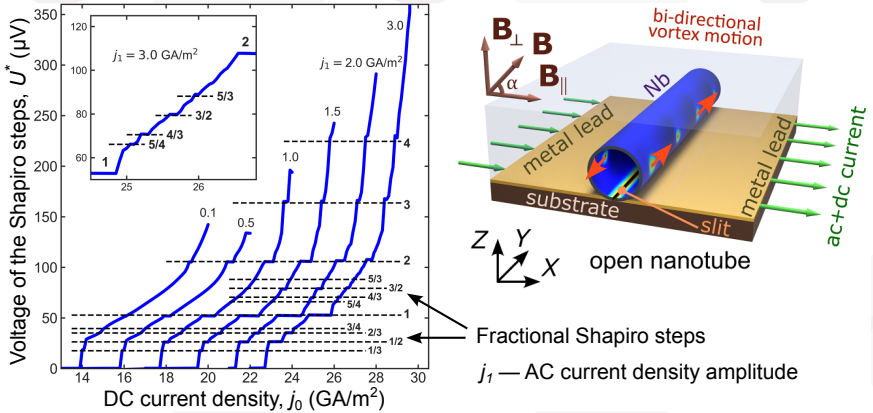 Voltage of the Shapiro steps, U* (μV)
350
300
250
200
150
100
50
0
14
16
18
20
22
24
26
28
30
DC current density, j₀ (GA/m²)
120
100
80
60
25
26
j₁ = 3.0 GA/m²
2
5/3
3/2
4/3
5/4
1
3.0
j₁ = 2.0 GA/m²
1.5
1.0
0.5
0.1
4
3
2
5/3
3/2
4/3
5/4
1
3/4
2/3
1/2
1/3
Fractional Shapiro steps
j₁ — AC current density amplitude
bi-directional
vortex motion
B⊥
B
B||
α
Nb
metal lead
metal lead
substrate
slit
ac+dc current
Z
Y
X
open nanotube